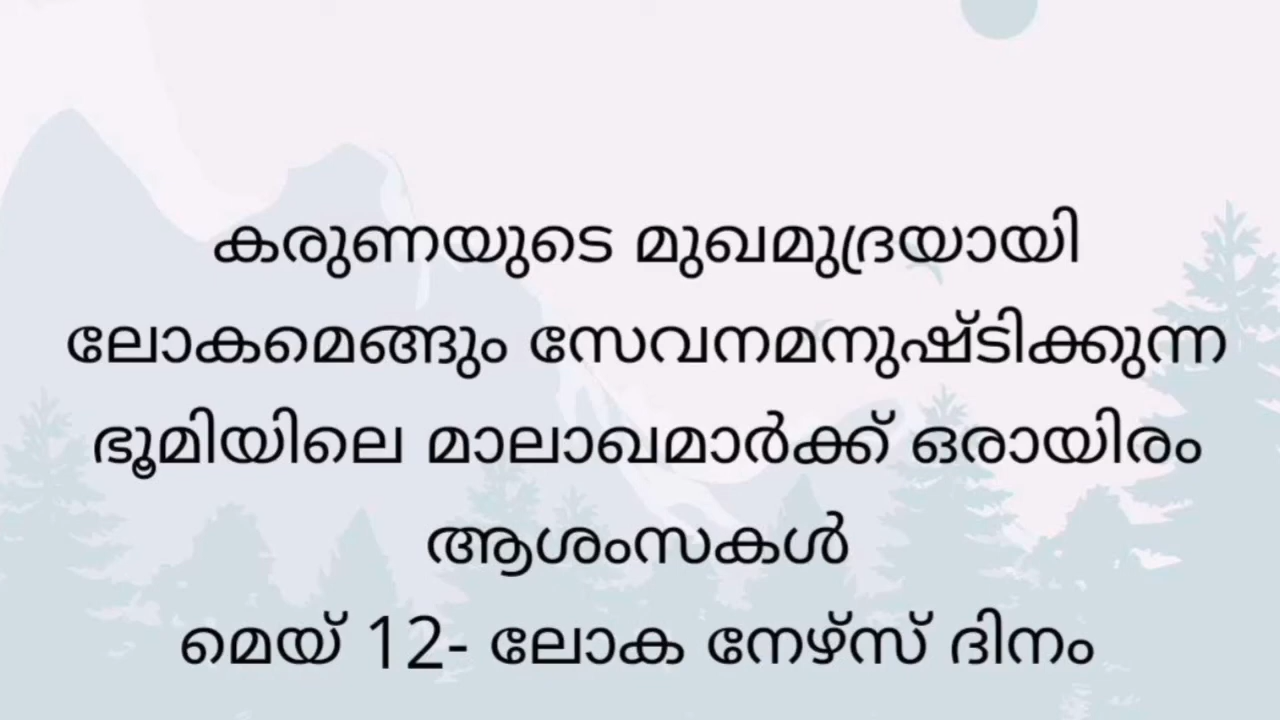 കരുണയുടെ മുഖമുദ്രയായി
ലോകമെങ്ങും സേവനമനുഷ്ടിക്കുന്ന
ഭൂമിയിലെ മാലാഖമാർക്ക് ഒരായിരം
ആശംസകൾ
മെയ് 12- ലോക നേഴ്സ് ദിനം